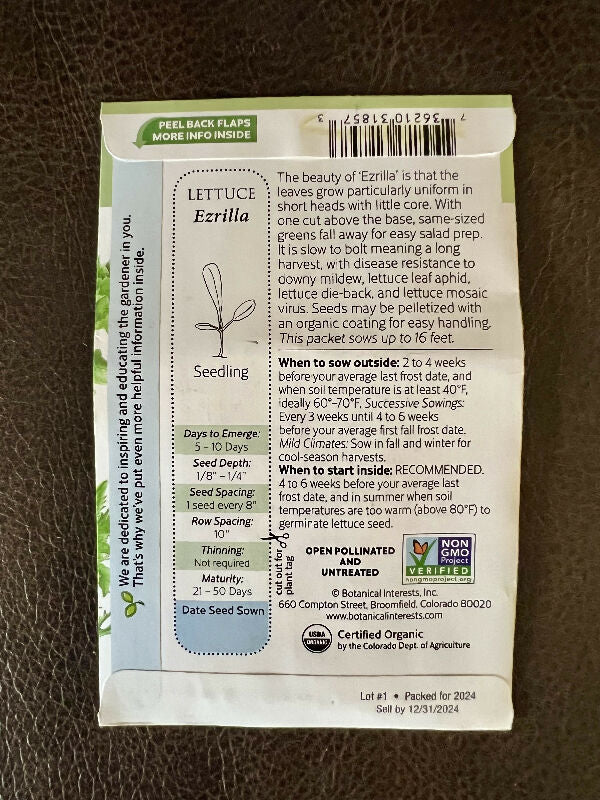 PEEL BACK FLAPS
MORE INFO INSIDE
7 36210 31857 3
We are dedicated to inspiring and educating the gardener in you.
That's why we've put even more helpful information inside.
LETTUCE
Ezrilla
Seedling
Days to Emerge:
5 – 10 Days
Seed Depth:
1/8" – 1/4"
Seed Spacing:
1 seed every 8"
Row Spacing:
10"
Thinning:
Not required
Maturity:
21 – 50 Days
Date Seed Sown
cut out for
plant tag
The beauty of 'Ezrilla' is that the
leaves grow particularly uniform in
short heads with little core. With
one cut above the base, same-sized
greens fall away for easy salad prep.
It is slow to bolt meaning a long
harvest, with disease resistance to
downy mildew, lettuce leaf aphid,
lettuce die-back, and lettuce mosaic
virus. Seeds may be pelletized with
an organic coating for easy handling.
This packet sows up to 16 feet.
When to sow outside: 2 to 4 weeks
before your average last frost date, and
when soil temperature is at least 40°F,
ideally 60°–70°F. Successive Sowings:
Every 3 weeks until 4 to 6 weeks
before your average first fall frost date.
Mild Climates: Sow in fall and winter for
cool-season harvests.
When to start inside: RECOMMENDED.
4 to 6 weeks before your average last
frost date, and in summer when soil
temperatures are too warm (above 80°F) to
germinate lettuce seed.
OPEN POLLINATED
AND
UNTREATED
NON
GMO
Project
VERIFIED
nongmoproject.org
© Botanical Interests, Inc.
660 Compton Street, Broomfield, Colorado 80020
www.botanicalinterests.com
USDA
ORGANIC
Certified Organic
by the Colorado Dept. of Agriculture
Lot #1 • Packed for 2024
Sell by 12/31/2024